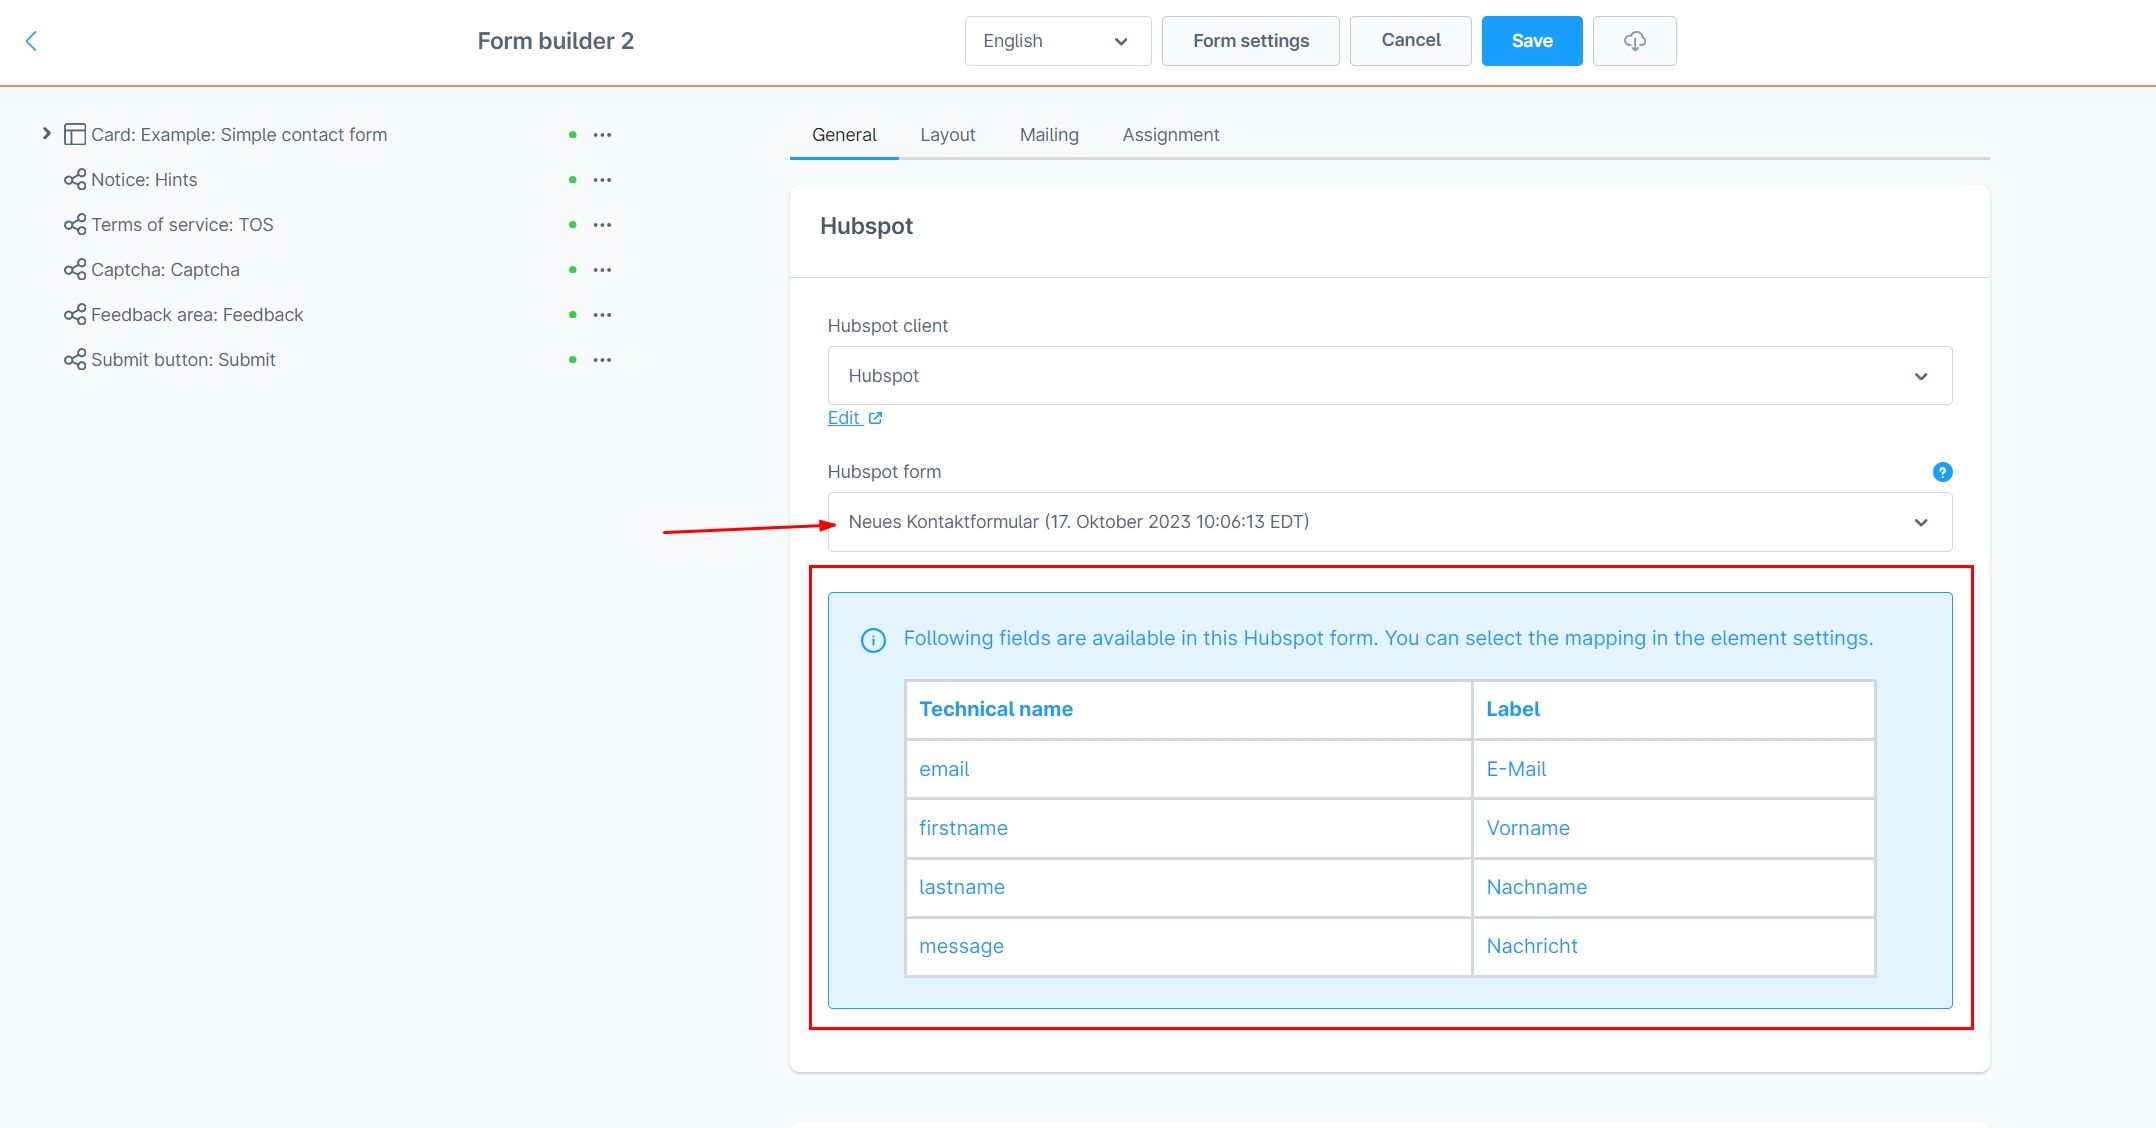 Form builder 2
English
Form settings
Cancel
Save
Card: Example: Simple contact form
Notice: Hints
Terms of service: TOS
Captcha: Captcha
Feedback area: Feedback
Submit button: Submit
General Layout Mailing Assignment
Hubspot
Hubspot client
Hubspot
Edit
Hubspot form
?
Neues Kontaktformular (17. Oktober 2023 10:06:13 EDT)
Following fields are available in this Hubspot form. You can select the mapping in the element settings.
Technical name Label
email E-Mail
firstname Vorname
lastname Nachname
message Nachricht